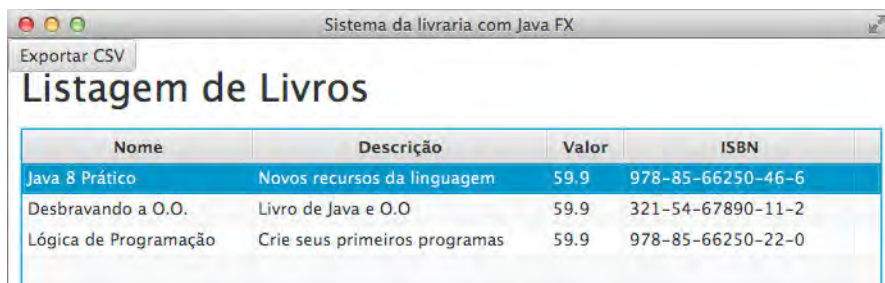 Sistema da livraria com Java FX
Exportar CSV
Listagem de Livros
Nome Descrição Valor ISBN
Java 8 Prático Novos recursos da linguagem 59.9 978-85-66250-46-6
Desbravando a O.O. Livro de Java e O.O 59.9 321-54-67890-11-2
Lógica de Programação Crie seus primeiros programas 59.9 978-85-66250-22-0